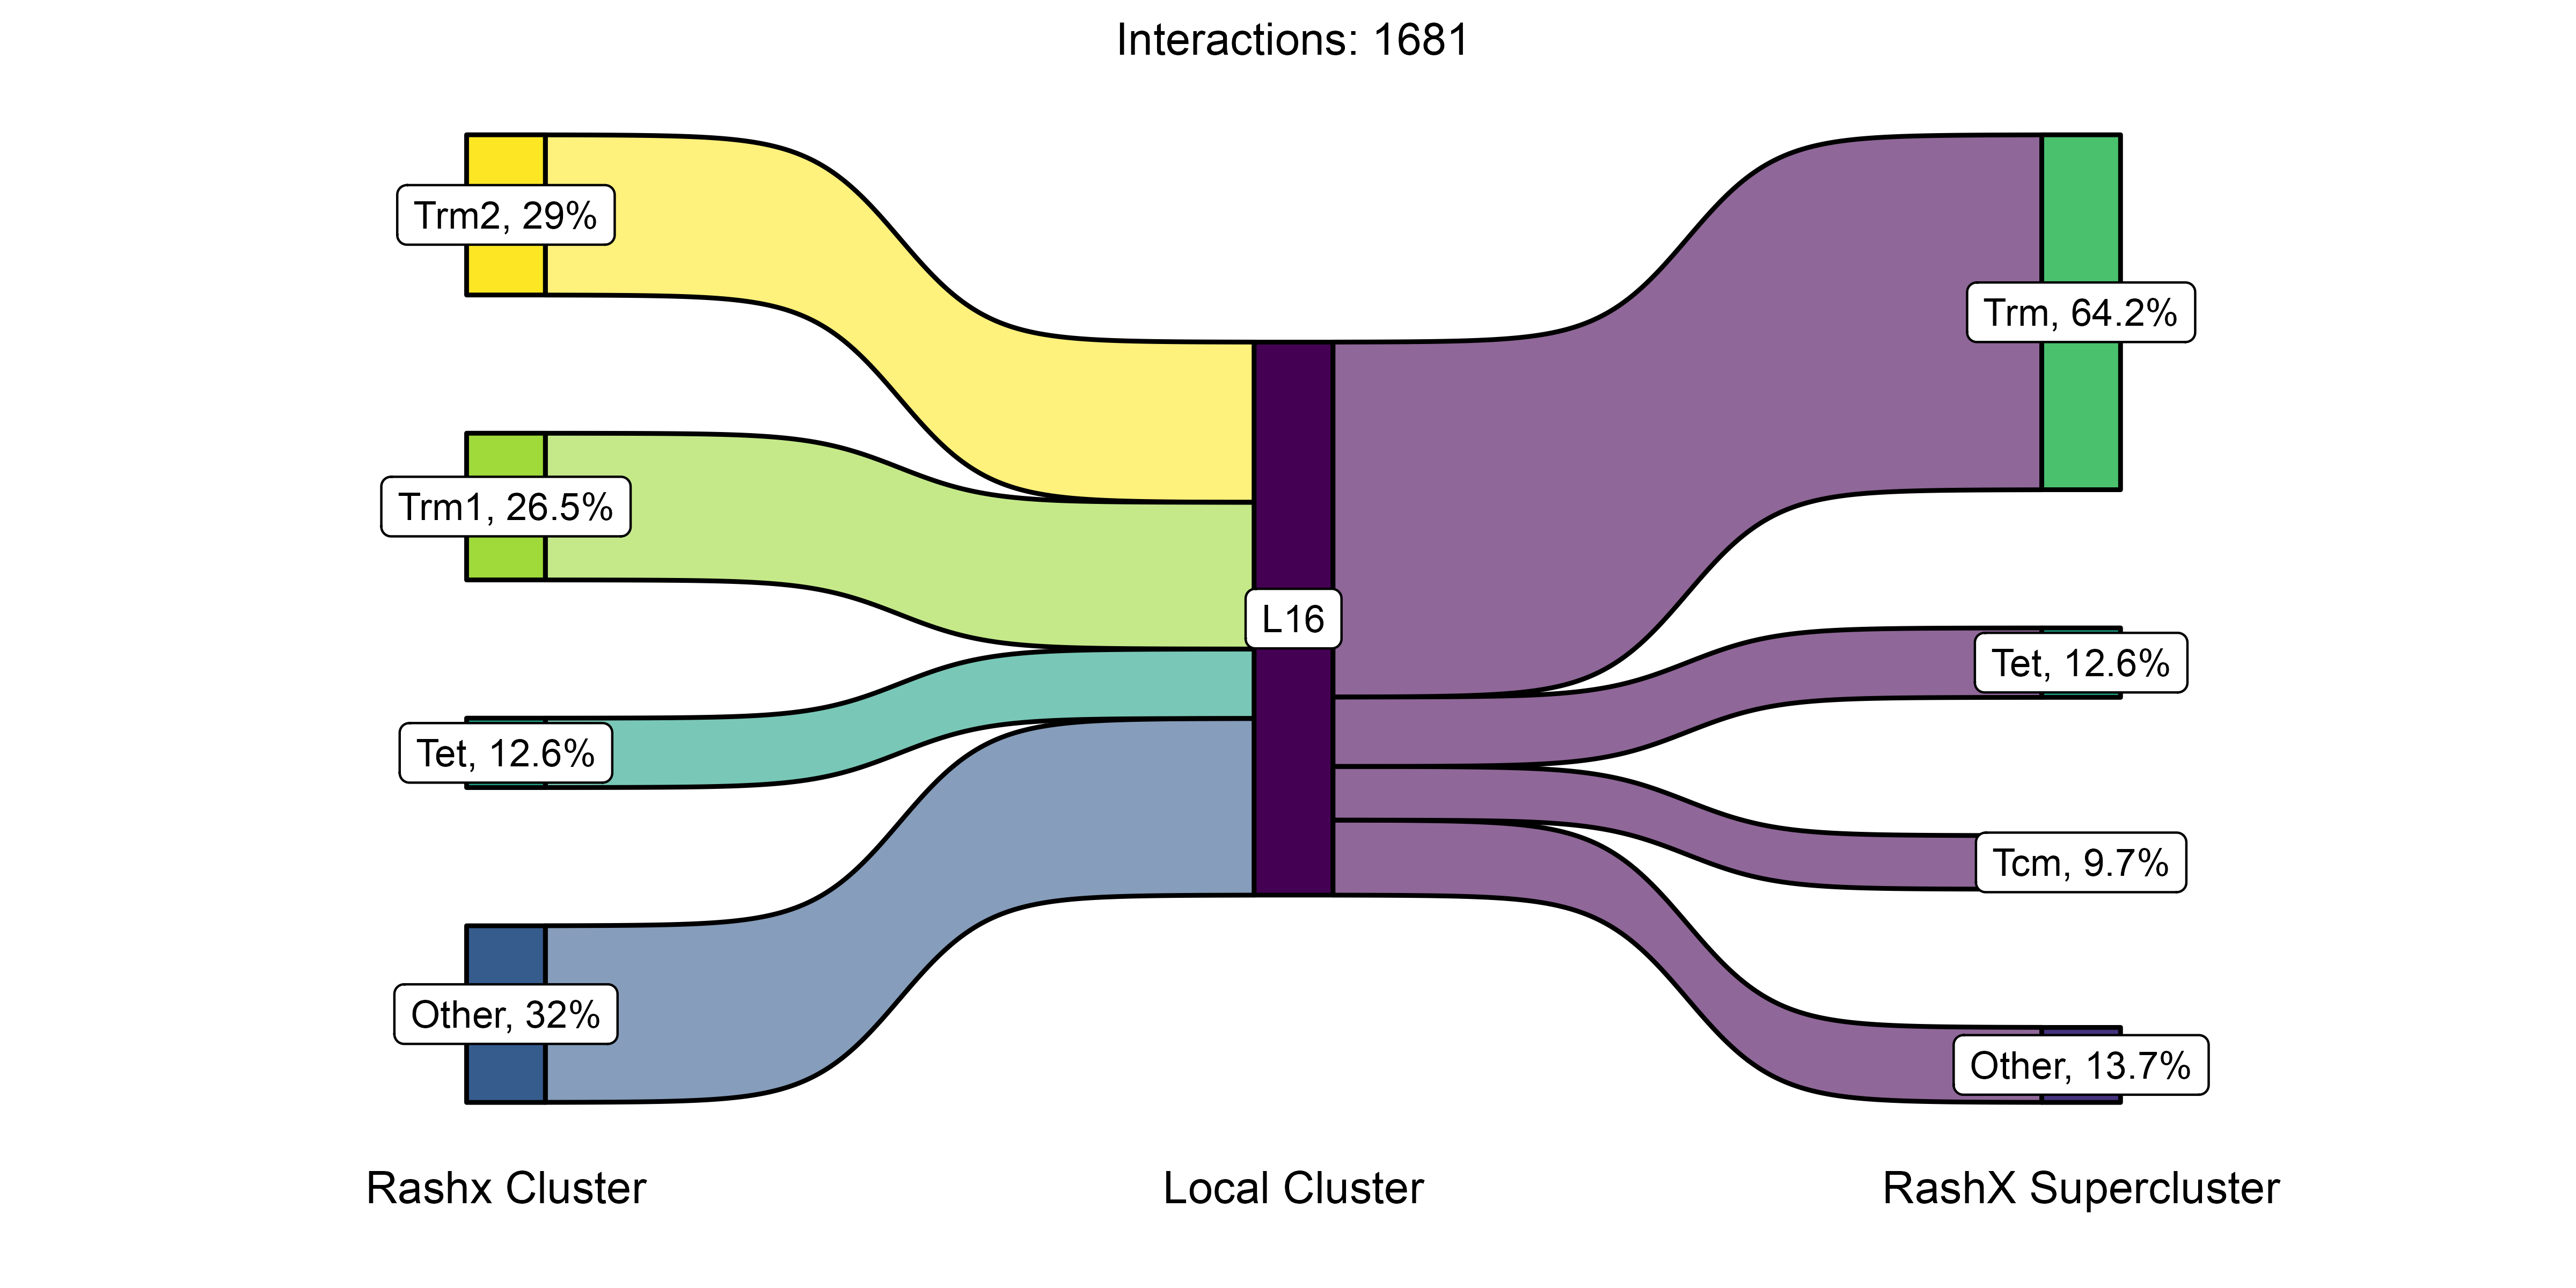 Interactions: 1681
Trm2, 29%
Trm1, 26.5%
Tet, 12.6%
Other, 32%
L16
Trm, 64.2%
Tet, 12.6%
Tcm, 9.7%
Other, 13.7%
Rashx Cluster
Local Cluster
RashX Supercluster